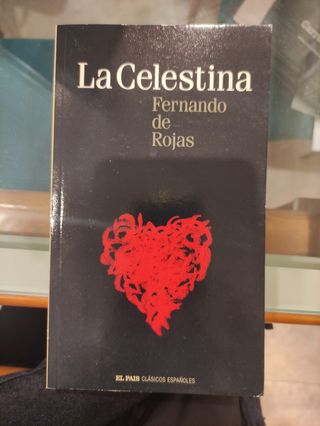 La Celestina
Fernando
de
Rojas
EL PAIS CLÁSICOS ESPAÑOLES